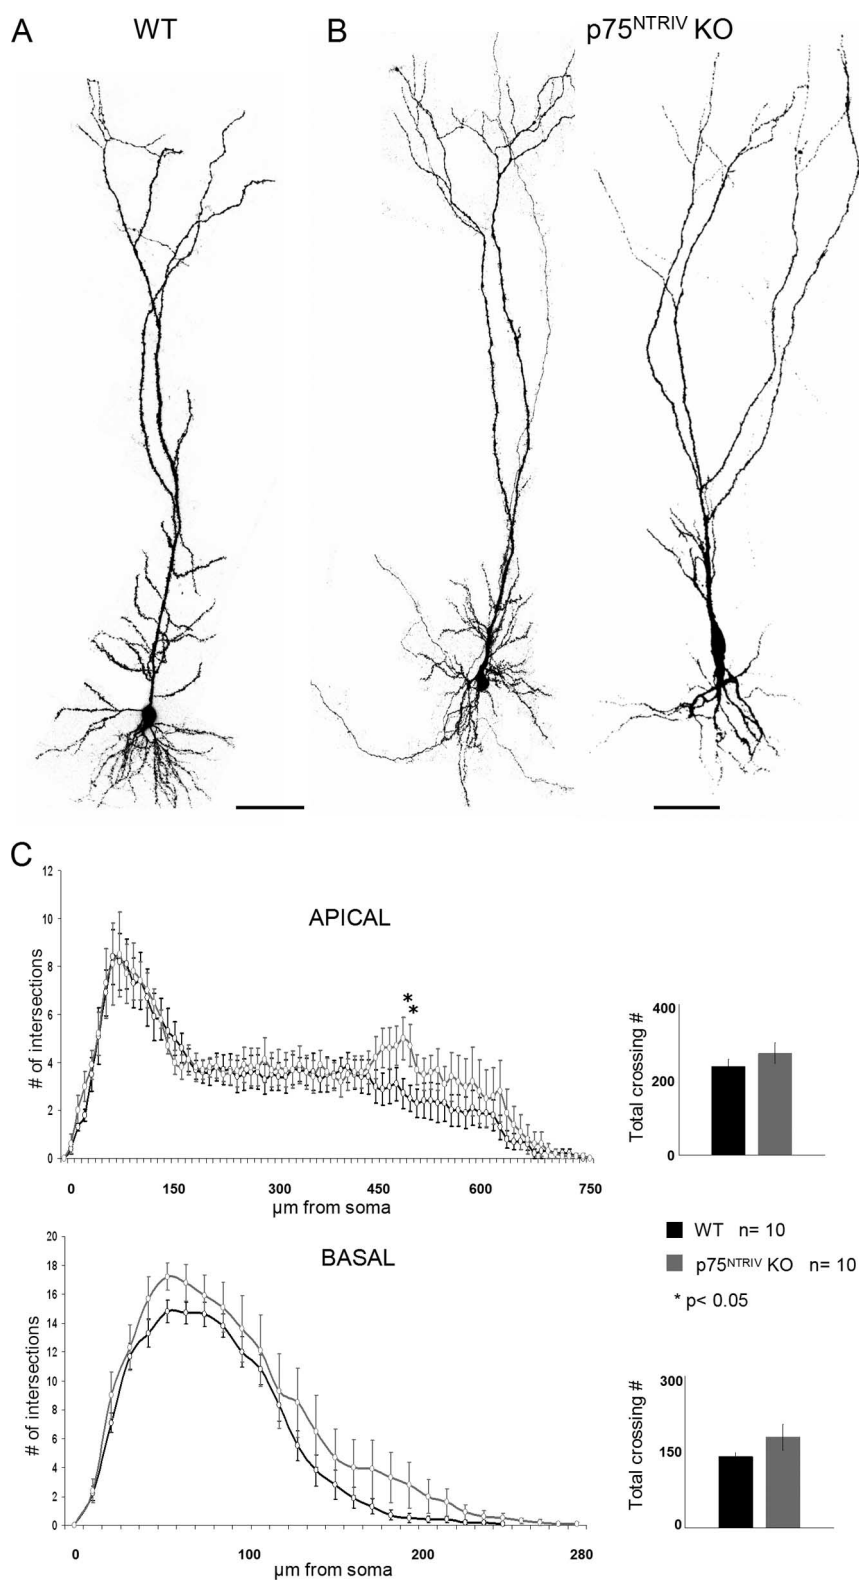 A WT B p75NTRIV KO
C
APICAL
# of intersections
12
10
8
6
4
2
0
0 150 300 450 600 750
µm from soma
*
*
Total crossing #
400
200
0
WT n= 10
p75NTRIV KO n= 10
* p< 0.05
BASAL
# of intersections
20
18
16
14
12
10
8
6
4
2
0
0 100 200 280
µm from soma
Total crossing #
300
150
0